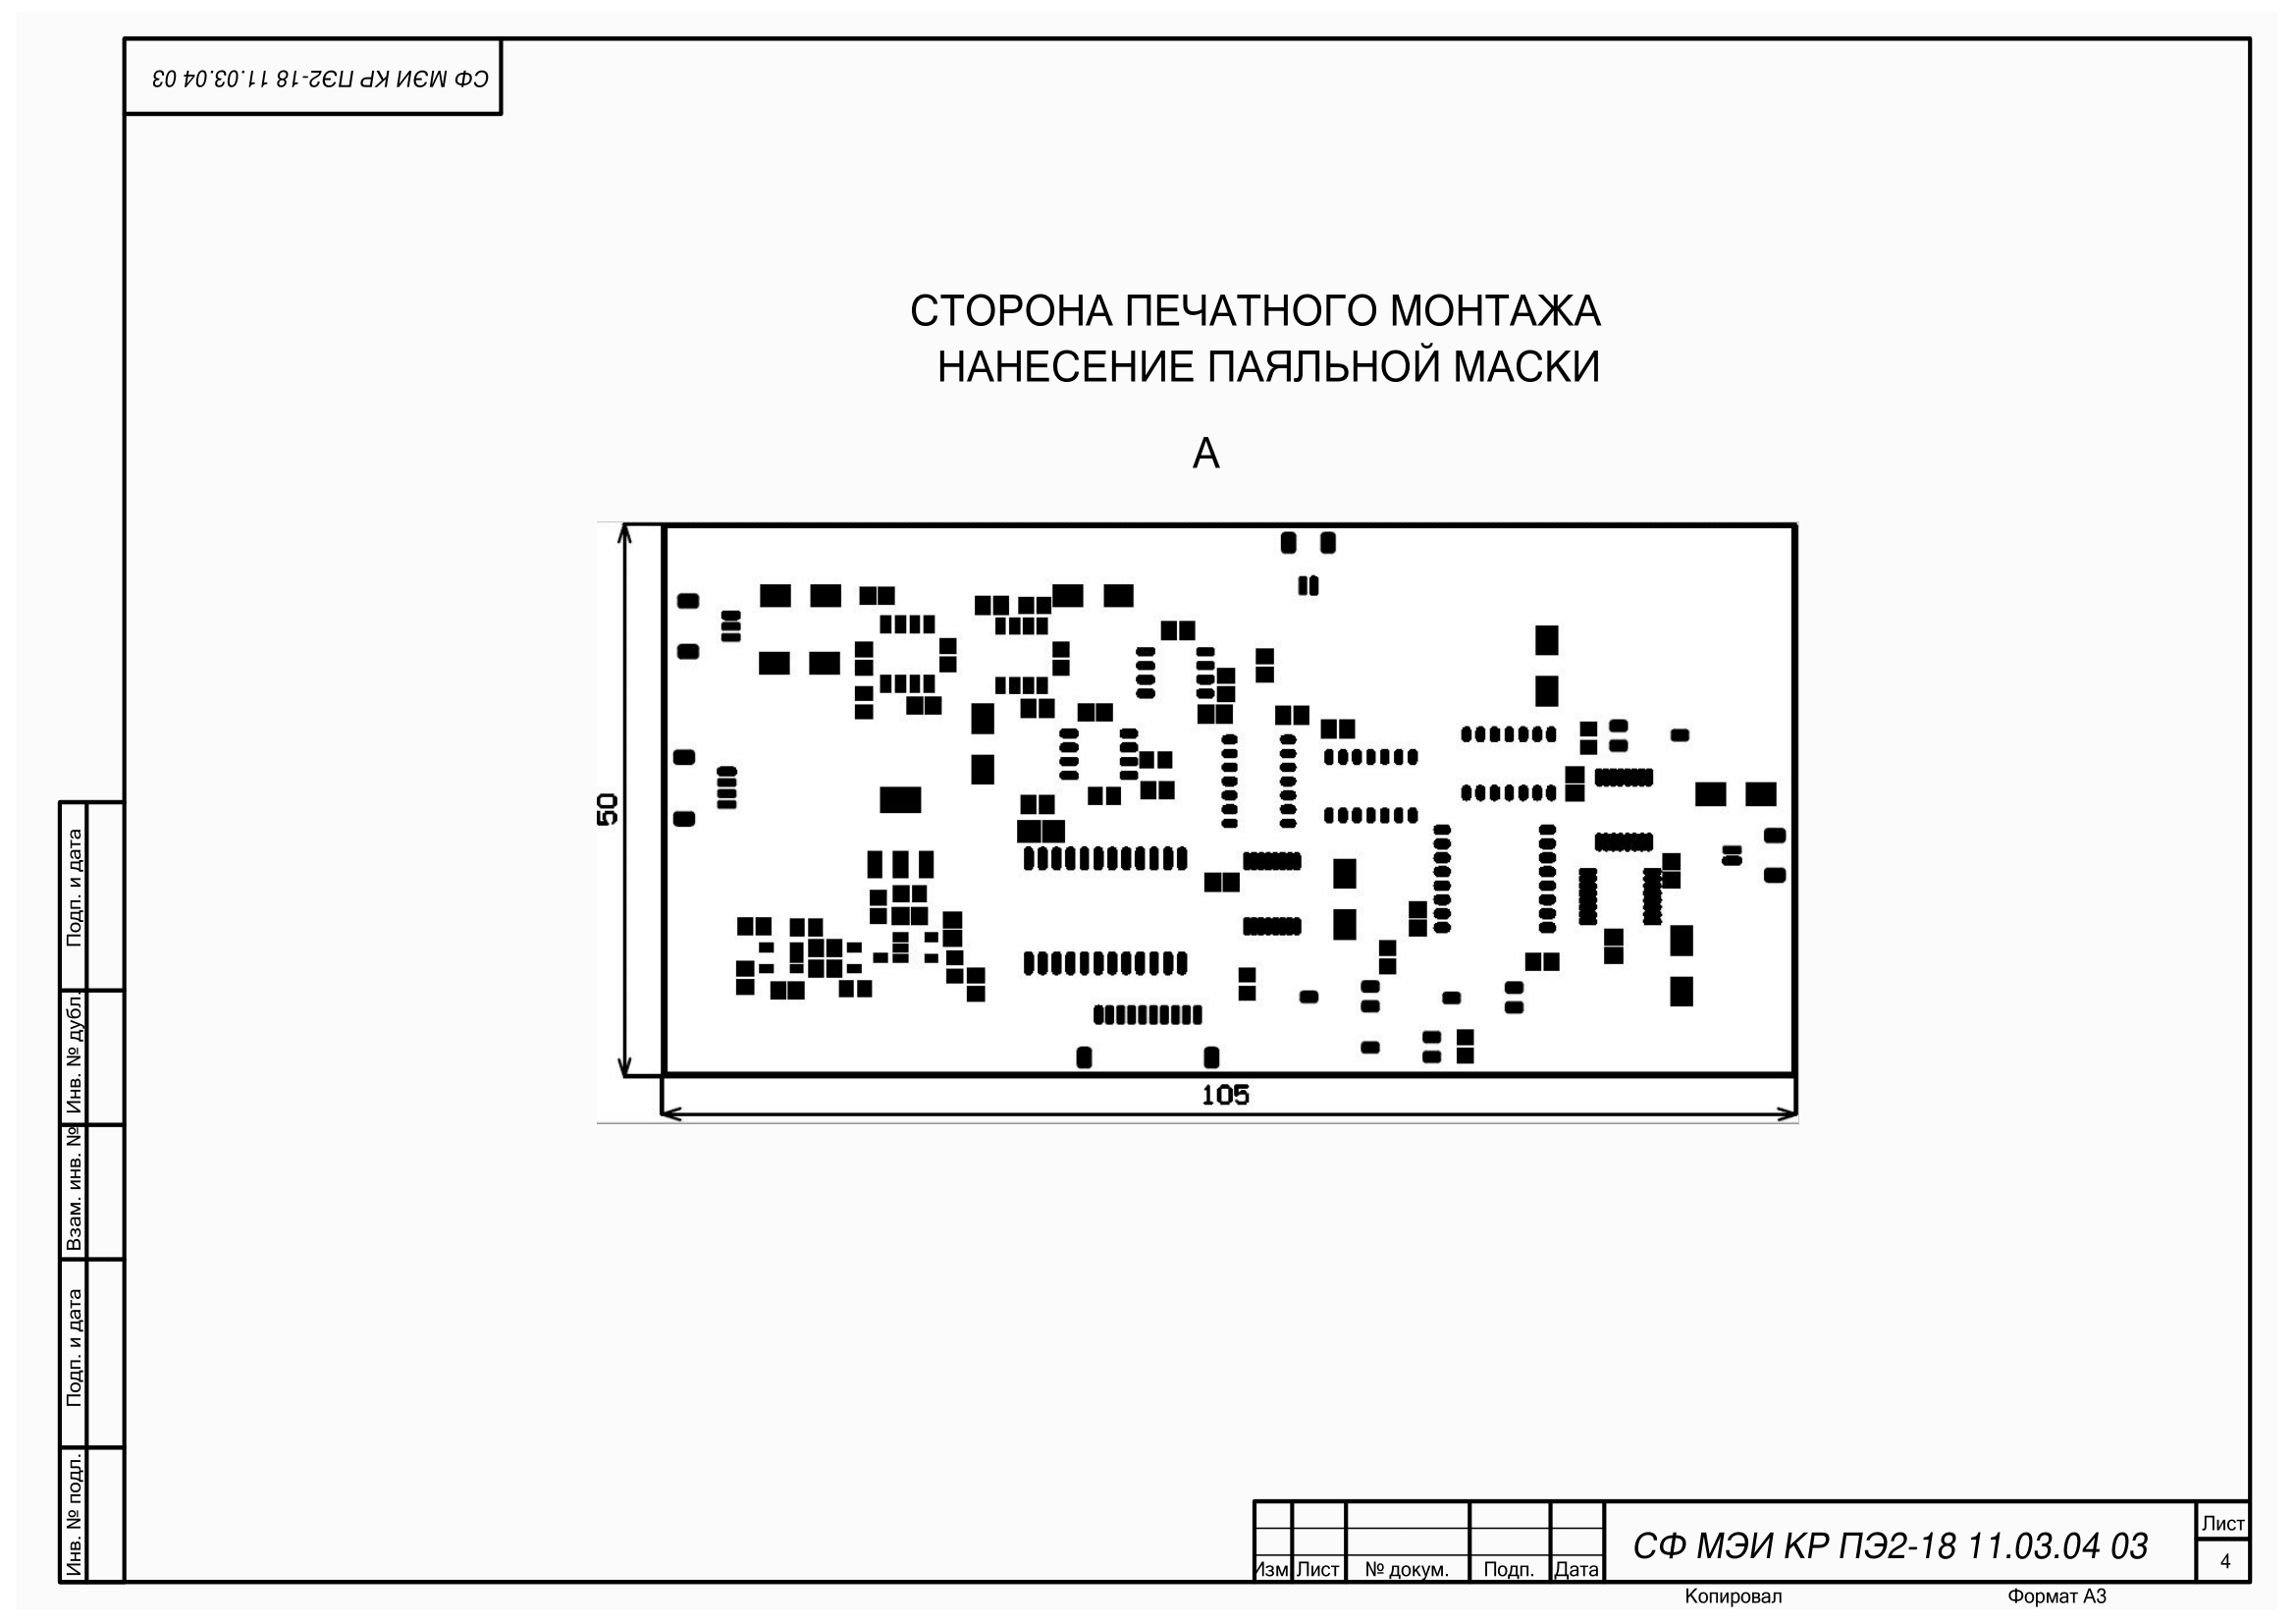 СФ МЭИ КР ПЭ2-18 11.03.04 03
СТОРОНА ПЕЧАТНОГО МОНТАЖА
НАНЕСЕНИЕ ПАЯЛЬНОЙ МАСКИ
А
50
105
Подп. и дата
Инв. № дубл.
Взам. инв. №
Подп. и дата
Инв. № подл.
Изм Лист № докум. Подп. Дата
СФ МЭИ КР ПЭ2-18 11.03.04 03
Лист
4
Копировал Формат А3